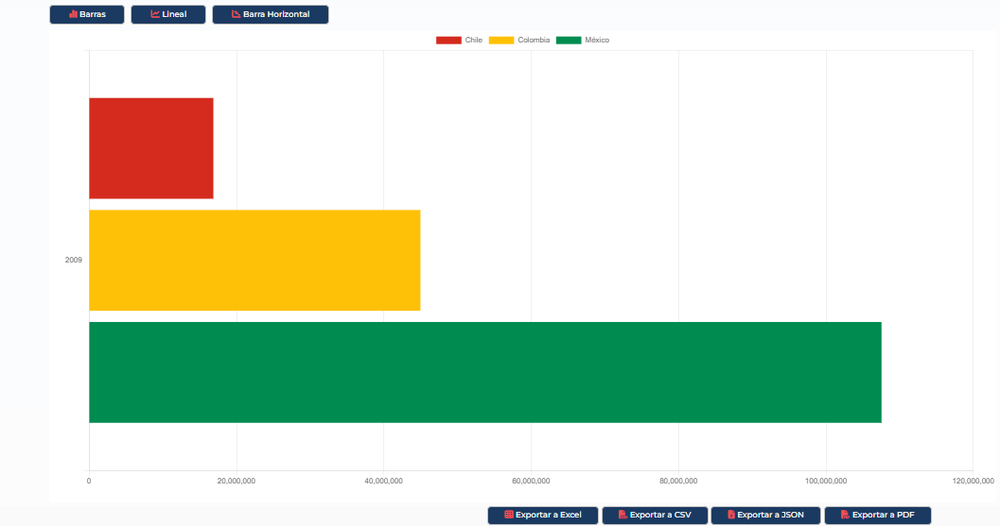 Barras Lineal Barra Horizontal
Chile Colombia México
2009
0 20,000,000 40,000,000 60,000,000 80,000,000 100,000,000 120,000,000
Exportar a Excel Exportar a CSV Exportar a JSON Exportar a PDF